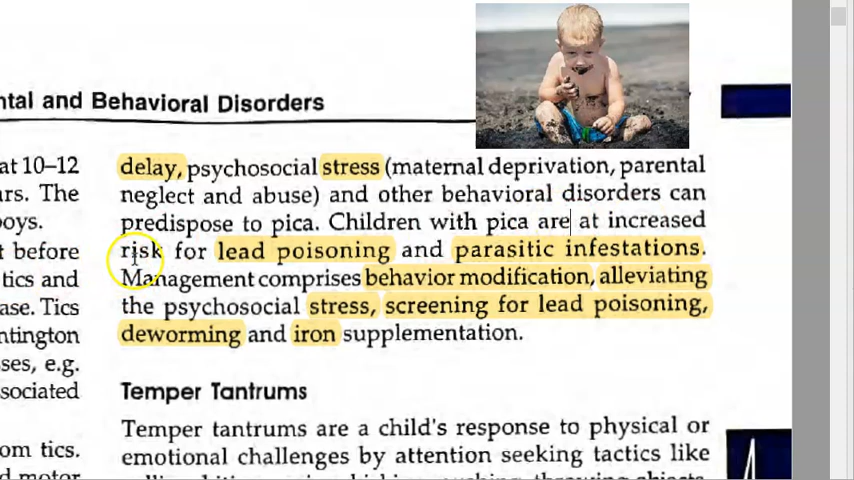 ntal and Behavioral Disorders
at 10–12
ars. The
boys.
t before
tics and
ase. Tics
ntington
ses, e.g.
sociated
om tics.
d motor
delay, psychosocial stress (maternal deprivation, parental
neglect and abuse) and other behavioral disorders can
predispose to pica. Children with pica are at increased
risk for lead poisoning and parasitic infestations.
Management comprises behavior modification, alleviating
the psychosocial stress, screening for lead poisoning,
deworming and iron supplementation.
Temper Tantrums
Temper tantrums are a child's response to physical or
emotional challenges by attention seeking tactics like
throwing objects,